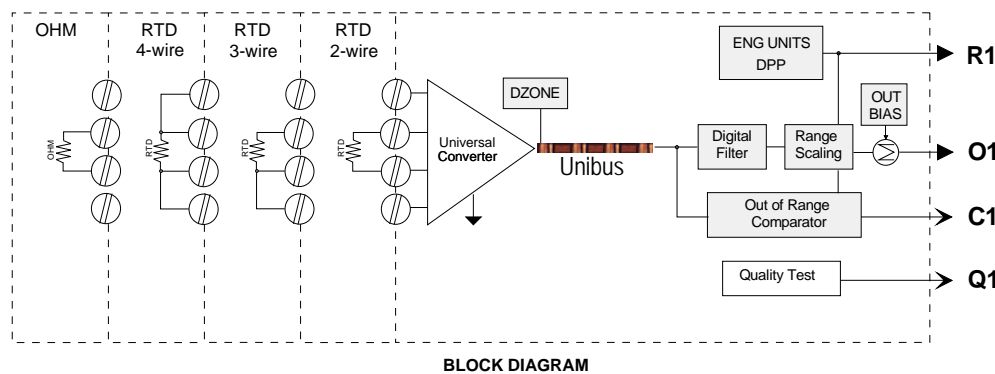 OHM
RTD
4-wire
RTD
3-wire
RTD
2-wire
OHM
RTD
RTD
RTD
Universal
Converter
DZONE
Unibus
ENG UNITS
DPP
Digital
Filter
Range
Scaling
OUT
BIAS
Σ
Out of Range
Comparator
Quality Test
R1
O1
C1
Q1
BLOCK DIAGRAM